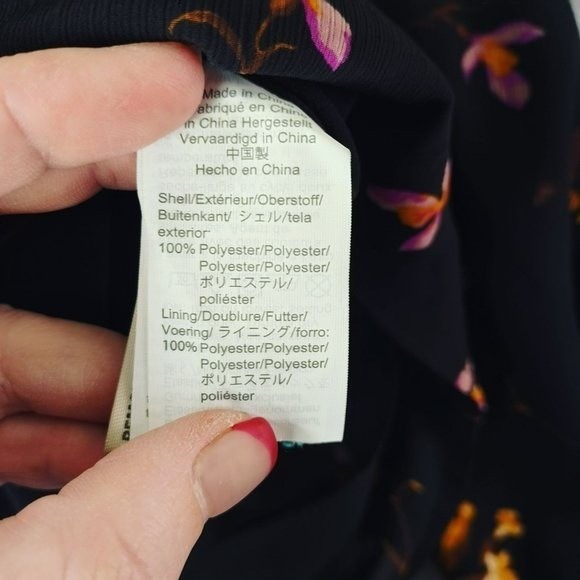 Made in China
Fabriqué en China
in China Hergestellt
Vervaardigd in China
中国製
Hecho en China
Shell/Extérieur/Oberstoff/
Buitenkant/ シェル/tela
exterior:
100% Polyester/Polyester/
Polyester/Polyester/
ポリエステル/
poliéster
Lining/Doublure/Futter/
Voering/ ライニング/forro:
100% Polyester/Polyester/
Polyester/Polyester/
ポリエステル/
poliéster